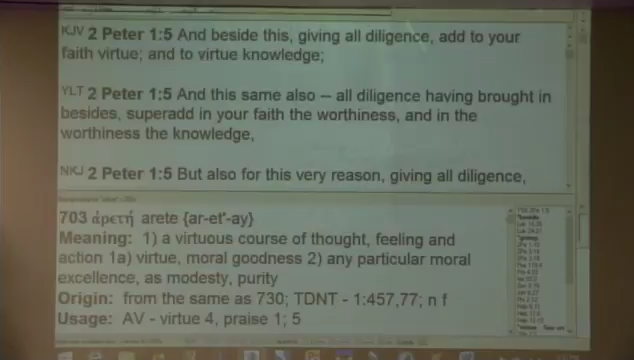 KJV 2 Peter 1:5 And beside this, giving all diligence, add to your
faith virtue; and to virtue knowledge;
YLT 2 Peter 1:5 And this same also -- all diligence having brought in
besides, superadd in your faith the worthiness, and in the
worthiness the knowledge,
NKJ 2 Peter 1:5 But also for this very reason, giving all diligence,
703 ἀρετή arete {ar-et'-ay}
Meaning: 1) a virtuous course of thought, feeling and
action 1a) virtue, moral goodness 2) any particular moral
excellence, as modesty, purity
Origin: from the same as 730; TDNT - 1:457,77; n f
Usage: AV - virtue 4, praise 1; 5